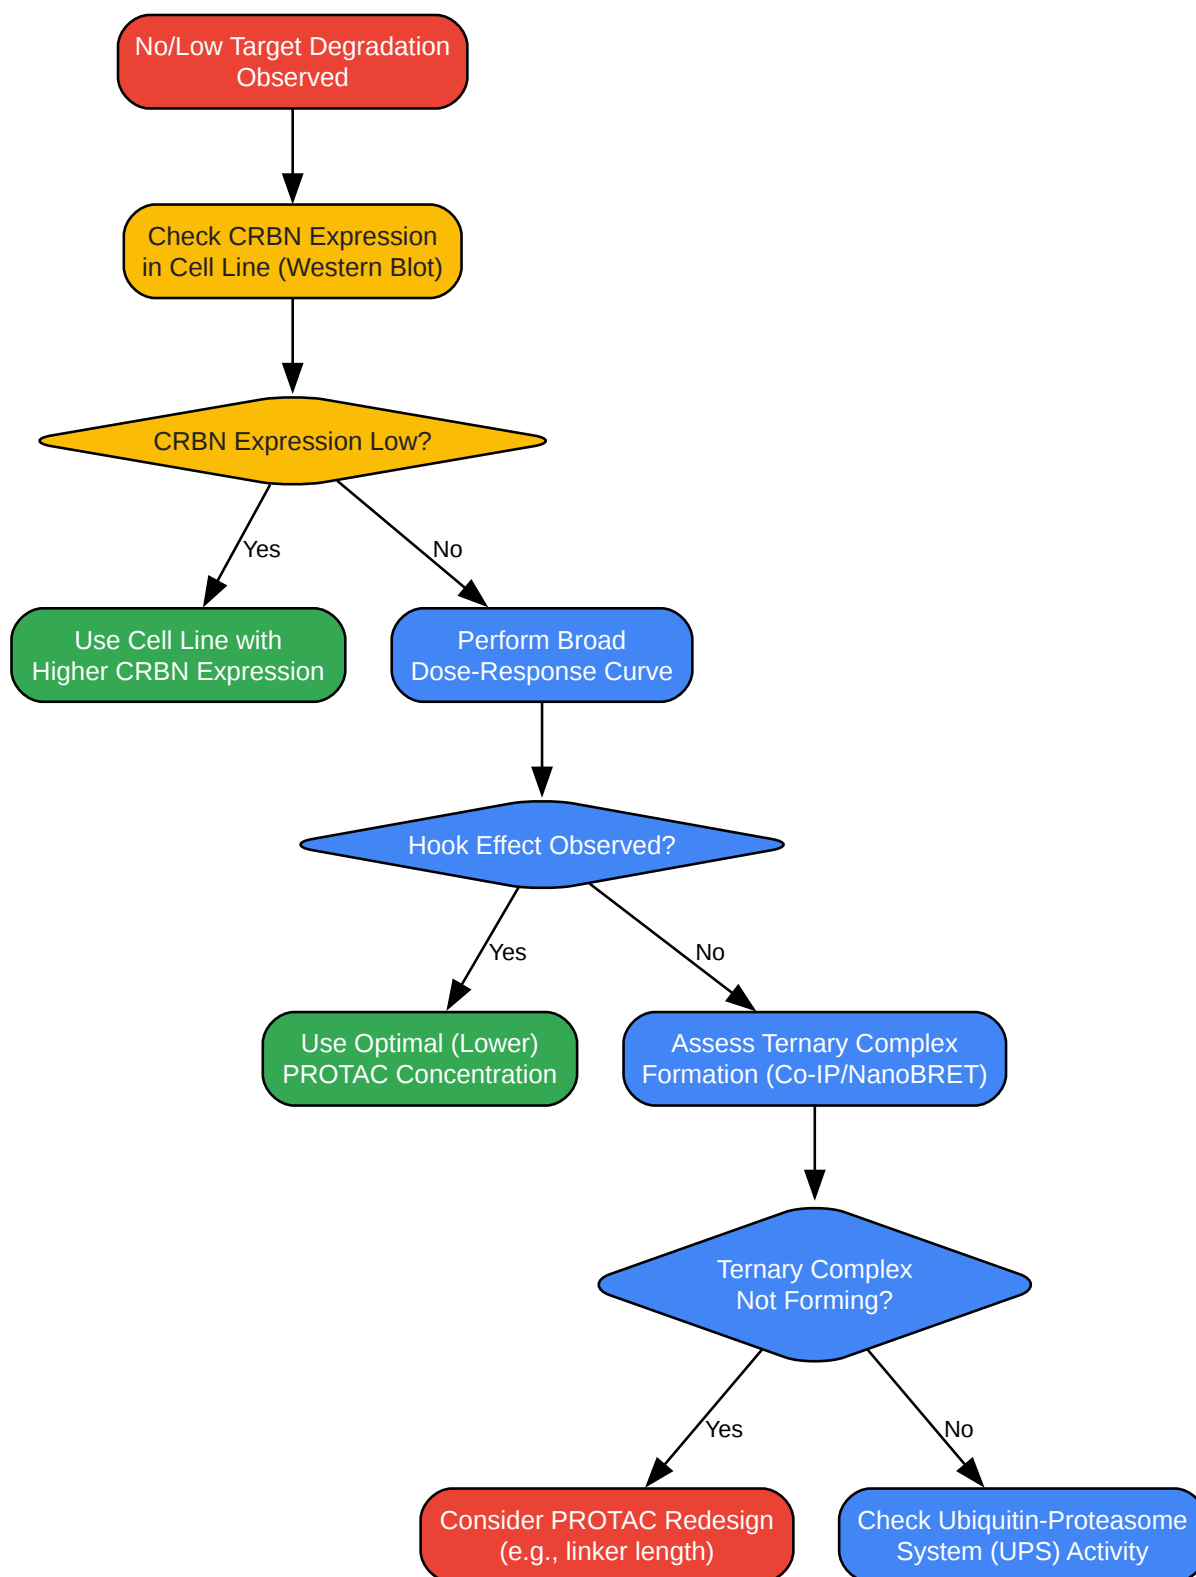 No/Low Target Degradation
Observed
Check CRBN Expression
in Cell Line (Western Blot)
CRBN Expression Low?
Yes
No
Use Cell Line with
Higher CRBN Expression
Perform Broad
Dose-Response Curve
Hook Effect Observed?
Yes
No
Use Optimal (Lower)
PROTAC Concentration
Assess Ternary Complex
Formation (Co-IP/NanoBRET)
Ternary Complex
Not Forming?
Yes
No
Consider PROTAC Redesign
(e.g., linker length)
Check Ubiquitin-Proteasome
System (UPS) Activity